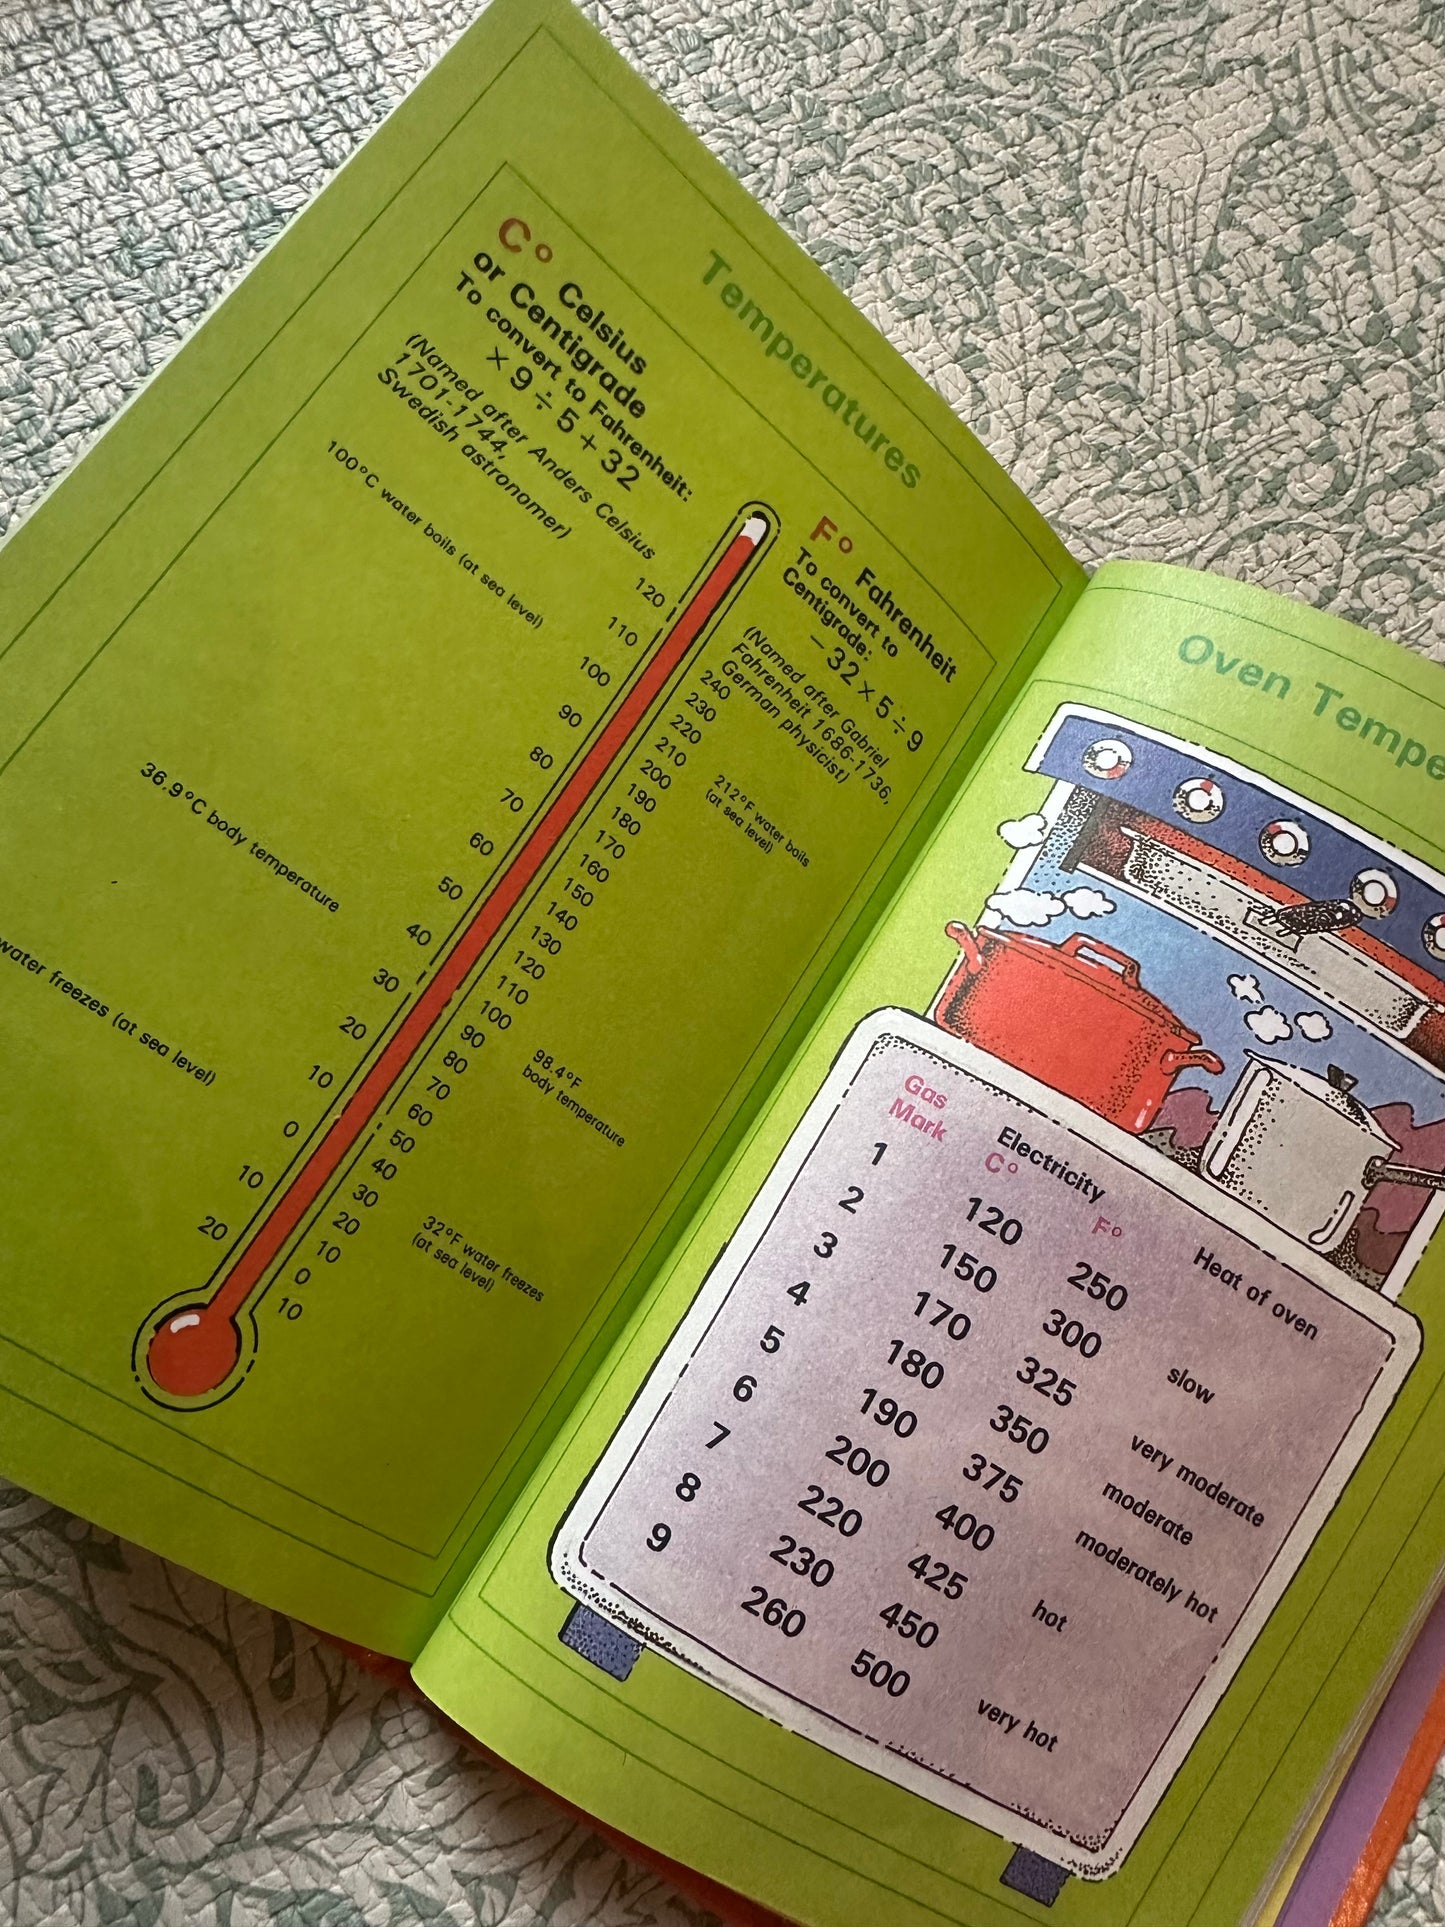 Temperatures
C° Celsius
or Centigrade
To convert to Fahrenheit:
× 9 ÷ 5 + 32
(Named after Anders Celsius
1701-1744,
Swedish astronomer)
100°C water boils (at sea level)
36.9°C body temperature
water freezes (at sea level)
120
110
100
90
80
70
60
50
40
30
20
10
0
10
20
F° Fahrenheit
To convert to
Centigrade:
− 32 × 5 ÷ 9
(Named after Gabriel
Fahrenheit 1686-1736,
German physicist)
240
230
220
210
200
190
180
170
160
150
140
130
120
110
100
90
80
70
60
50
40
30
20
10
0
10
212°F water boils
(at sea level)
98.4°F
body temperature
32°F water freezes
(at sea level)
Oven Tempe
Gas
Mark
Electricity
C° F° Heat of oven
1 120 250
2 150 300 slow
3 170 325 very moderate
4 180 350 moderate
5 190 375 moderately hot
6 200 400
7 220 425 hot
8 230 450
9 260 500 very hot